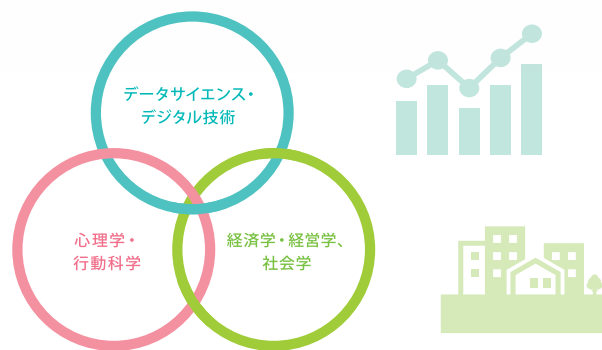 データサイエンス・
デジタル技術
心理学・
行動科学
経済学・経営学、
社会学